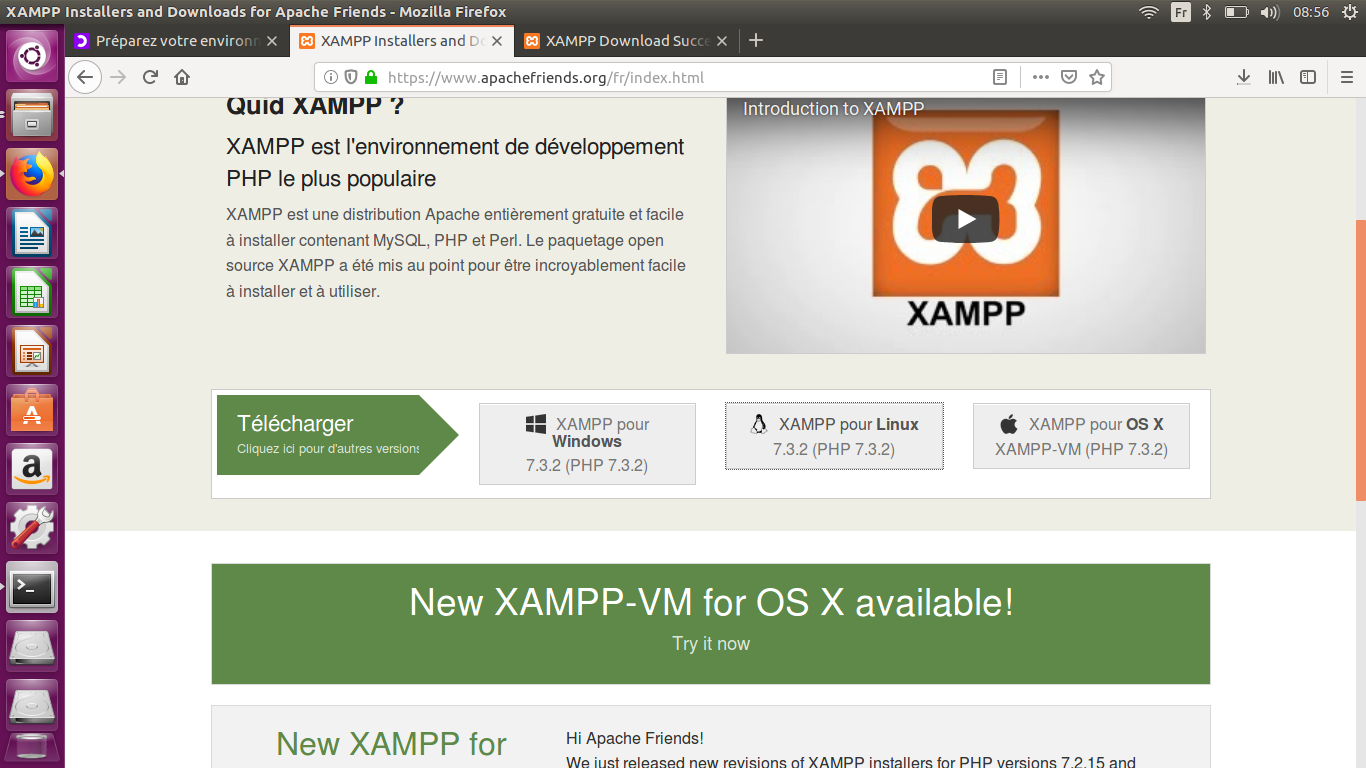 XAMPP Installers and Downloads for Apache Friends - Mozilla Firefox
Fr
08:56
Préparez votre environn
XAMPP Installers and Do
XAMPP Download Succe
https://www.apachefriends.org/fr/index.html
Quid XAMPP ?
XAMPP est l'environnement de développement
PHP le plus populaire
XAMPP est une distribution Apache entièrement gratuite et facile
à installer contenant MySQL, PHP et Perl. Le paquetage open
source XAMPP a été mis au point pour être incroyablement facile
à installer et à utiliser.
Introduction to XAMPP
XAMPP
Télécharger
Cliquez ici pour d'autres versions
XAMPP pour
Windows
7.3.2 (PHP 7.3.2)
XAMPP pour Linux
7.3.2 (PHP 7.3.2)
XAMPP pour OS X
XAMPP-VM (PHP 7.3.2)
New XAMPP-VM for OS X available!
Try it now
New XAMPP for
Hi Apache Friends!
We just released new revisions of XAMPP installers for PHP versions 7.2.15 and